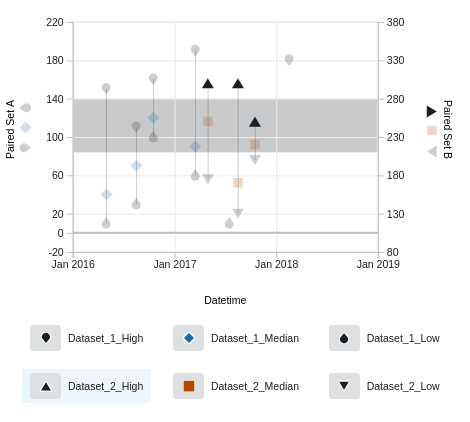 220 380
180 330
140 280
100 230
60 180
20 130
0
-20 80
Paired Set A
Paired Set B
Jan 2016 Jan 2017 Jan 2018 Jan 2019
Datetime
Dataset_1_High Dataset_1_Median Dataset_1_Low
Dataset_2_High Dataset_2_Median Dataset_2_Low